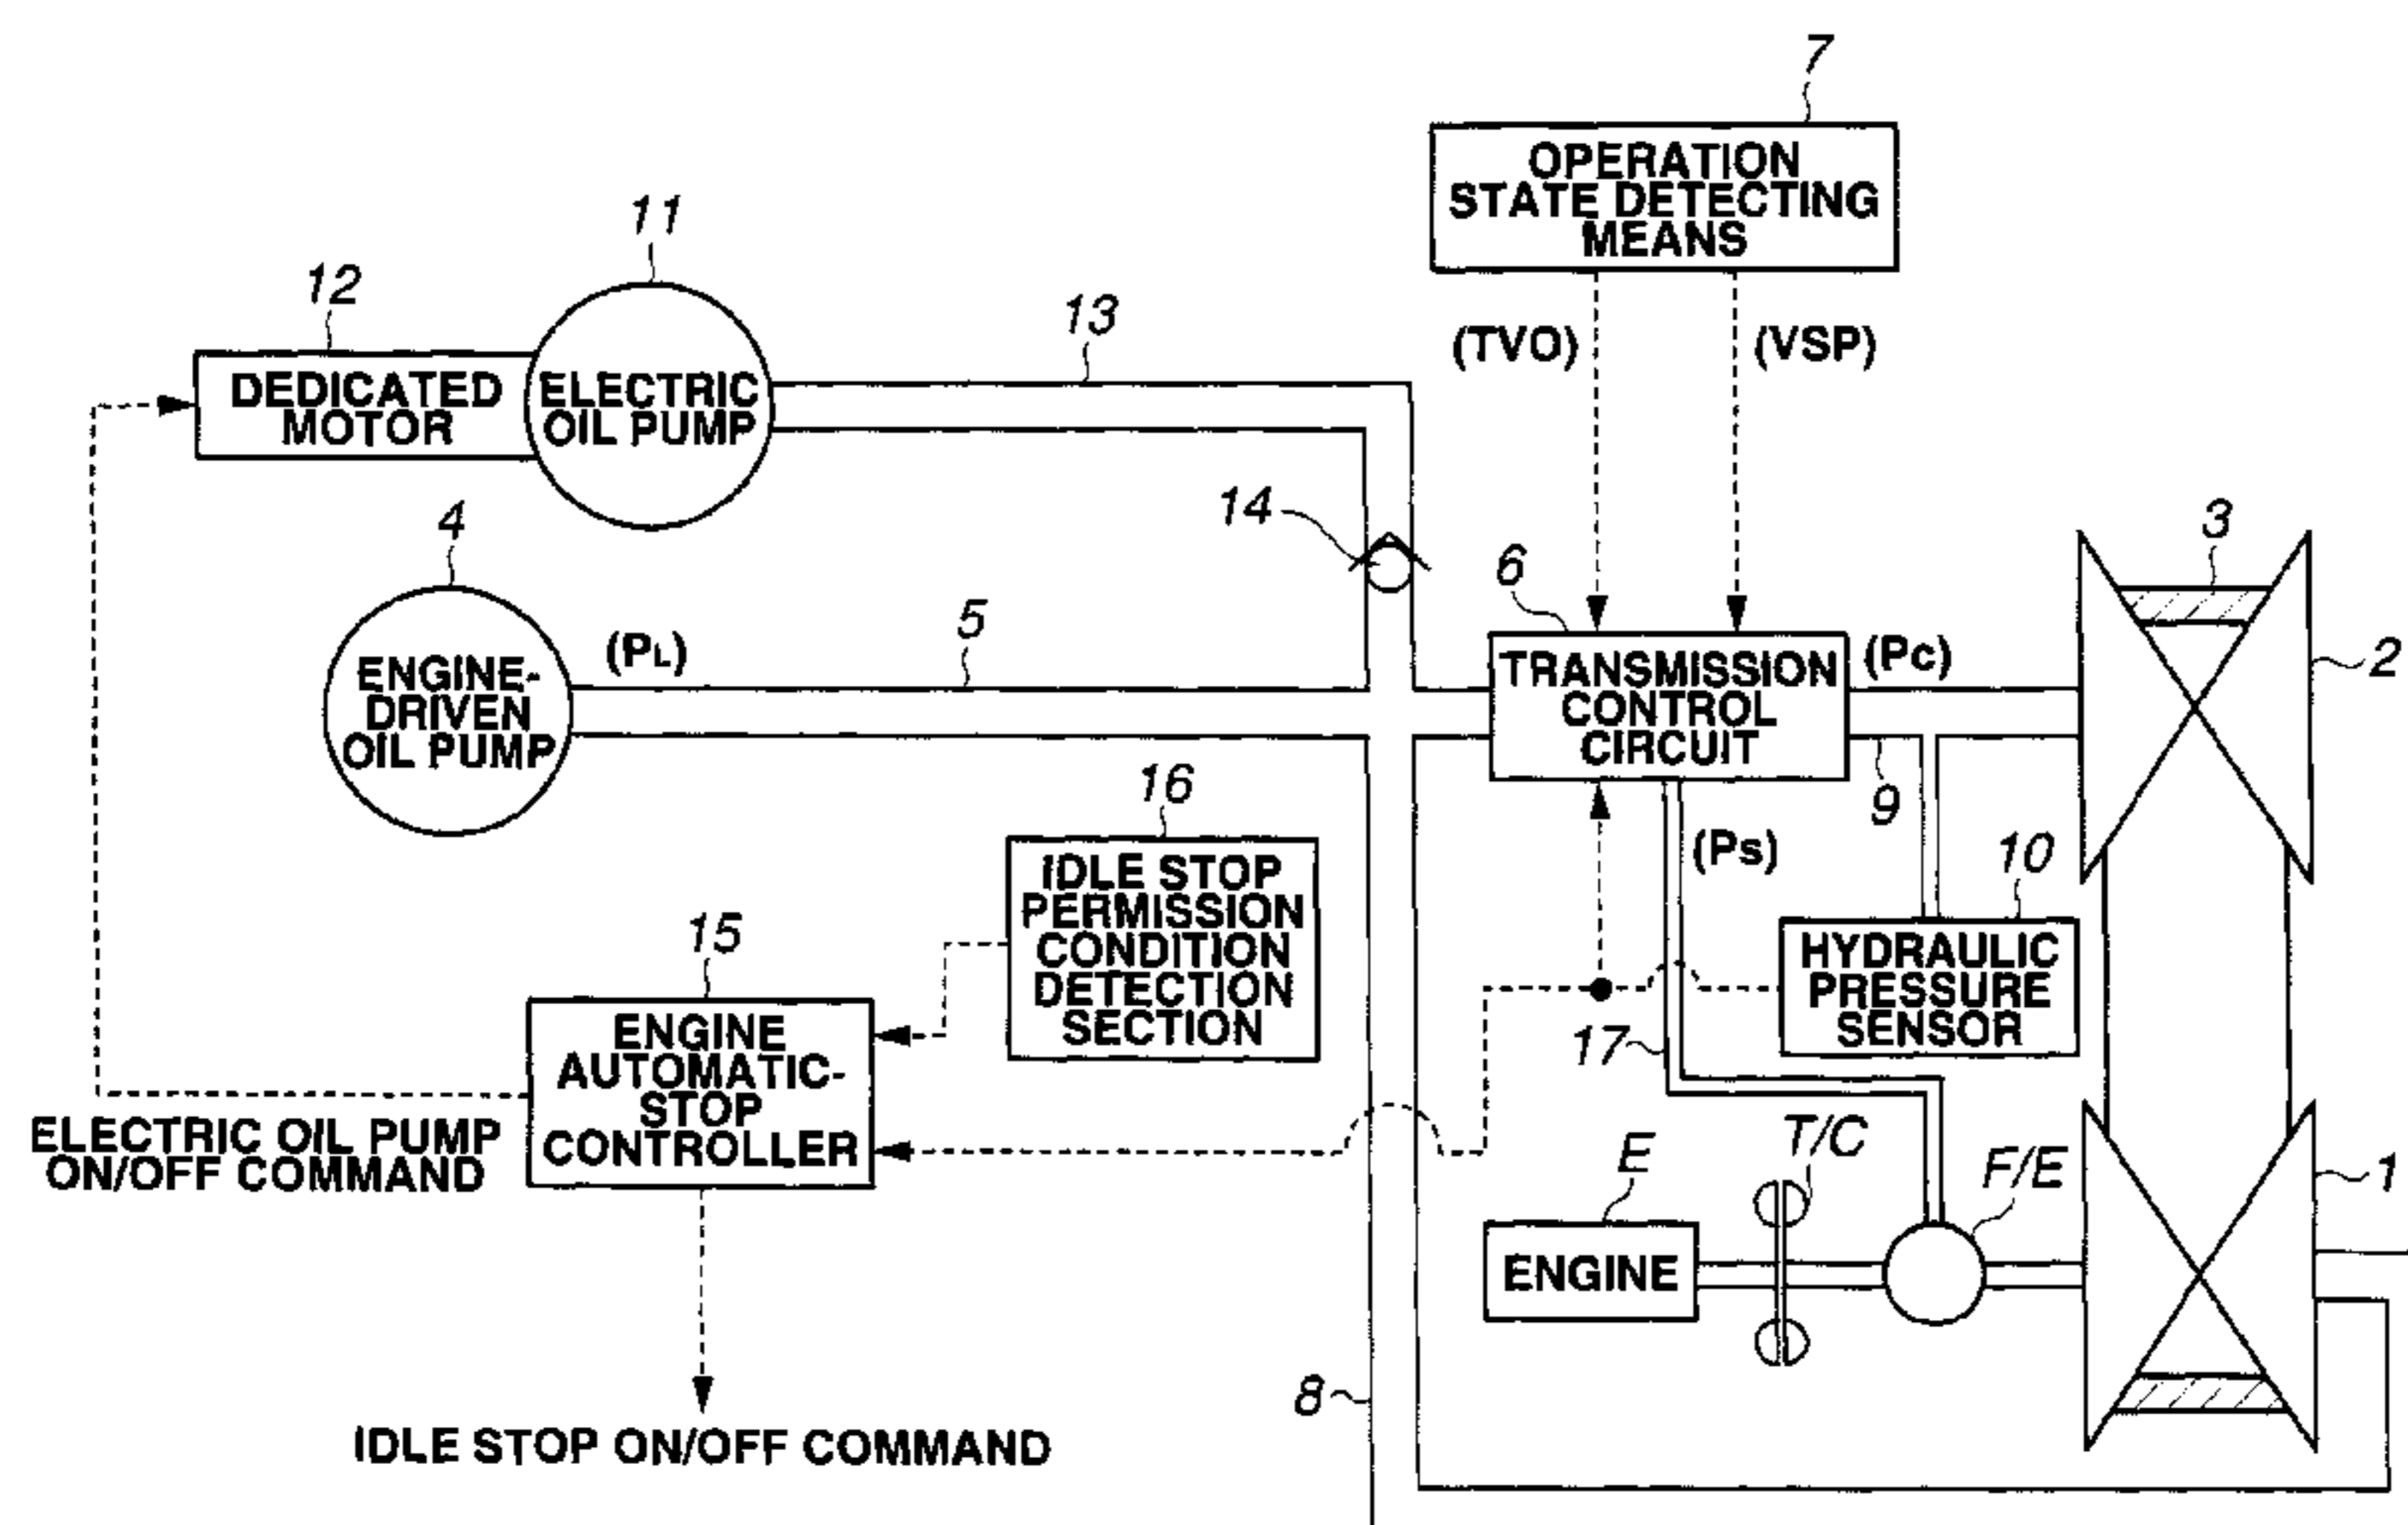 7
OPERATION
STATE DETECTING
MEANS
11
12
13
(TVO)
(VSP)
DEDICATED
MOTOR
ELECTRIC
OIL PUMP
14
4
3
6
5
(PL)
ENGINE-
DRIVEN
OIL PUMP
TRANSMISSION
CONTROL
CIRCUIT
(Pc)
2
9
16
(Ps)
10
IDLE STOP
PERMISSION
CONDITION
DETECTION
SECTION
15
HYDRAULIC
PRESSURE
SENSOR
ENGINE
AUTOMATIC-
STOP
CONTROLLER
17
ELECTRIC OIL PUMP
ON/OFF COMMAND
E
T/C
F/E
1
ENGINE
8
IDLE STOP ON/OFF COMMAND